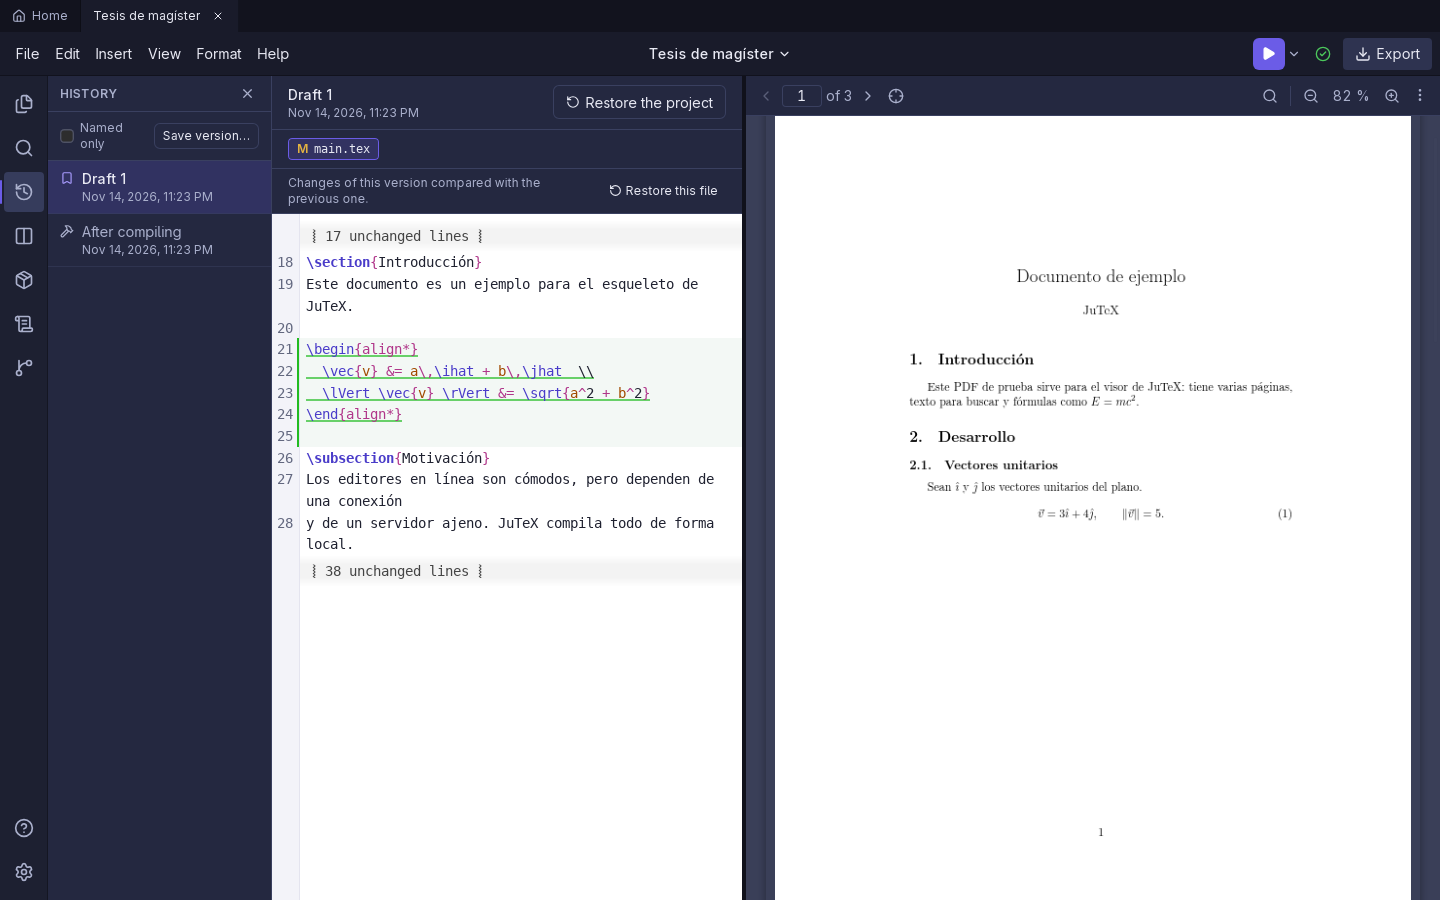 Home
Tesis de magíster
File Edit Insert View Format Help
Tesis de magíster
Export
HISTORY
Named only
Save version...
Draft 1
Nov 14, 2026, 11:23 PM
After compiling
Nov 14, 2026, 11:23 PM
Draft 1
Nov 14, 2026, 11:23 PM
Restore the project
M main.tex
Changes of this version compared with the
previous one.
Restore this file
17 unchanged lines
18 \section{Introducción}
19 Este documento es un ejemplo para el esqueleto de
JuTeX.
20
21 \begin{align*}
22   \vec{v} &= a\,\ihat + b\,\jhat  \\
23   \lVert \vec{v} \rVert &= \sqrt{a^2 + b^2}
24 \end{align*}
25
26 \subsection{Motivación}
27 Los editores en línea son cómodos, pero dependen de
una conexión
28 y de un servidor ajeno. JuTeX compila todo de forma
local.
38 unchanged lines
1 of 3
82 %
Documento de ejemplo
JuTeX
1. Introducción
Este PDF de prueba sirve para el visor de JuTeX: tiene varias páginas,
texto para buscar y fórmulas como E = mc².
2. Desarrollo
2.1. Vectores unitarios
Sean î y ĵ los vectores unitarios del plano.
v⃗ = 3î + 4ĵ, ‖v⃗‖ = 5. (1)
1